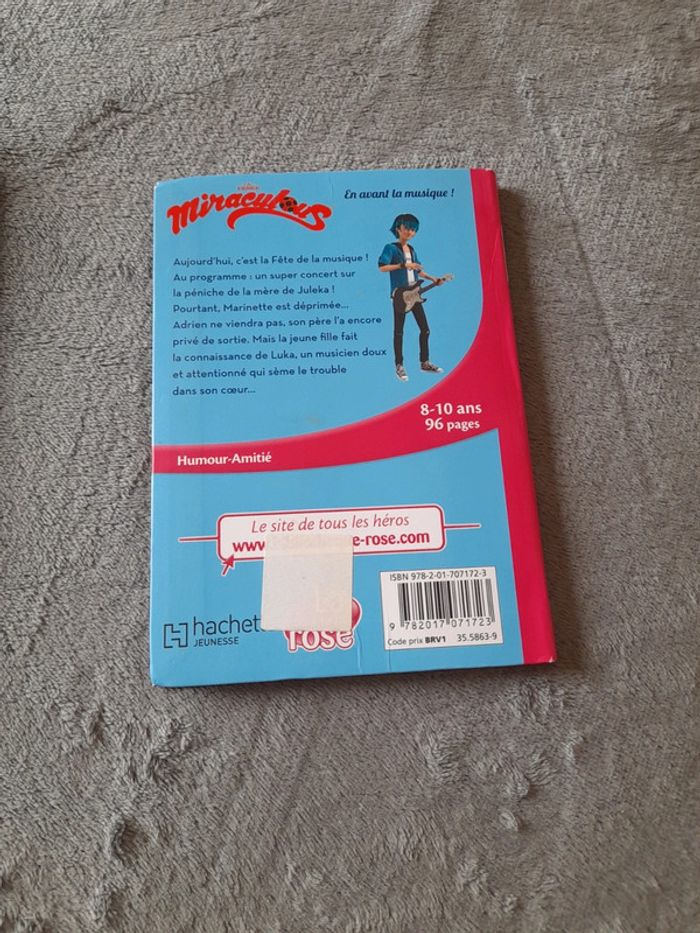 Miraculous
En avant la musique !
Aujourd'hui, c'est la Fête de la musique !
Au programme : un super concert sur
la péniche de la mère de Juleka !
Pourtant, Marinette est déprimée...
Adrien ne viendra pas, son père l'a encore
privé de sortie. Mais la jeune fille fait
la connaissance de Luka, un musicien doux
et attentionné qui sème le trouble
dans son cœur...
8-10 ans
96 pages
Humour-Amitié
Le site de tous les héros
e-rose.com
ISBN 978-2-01-707172-3
9 782017 071723
Code prix BRV1 35.5863-9
hachet
JEUNESSE
rose